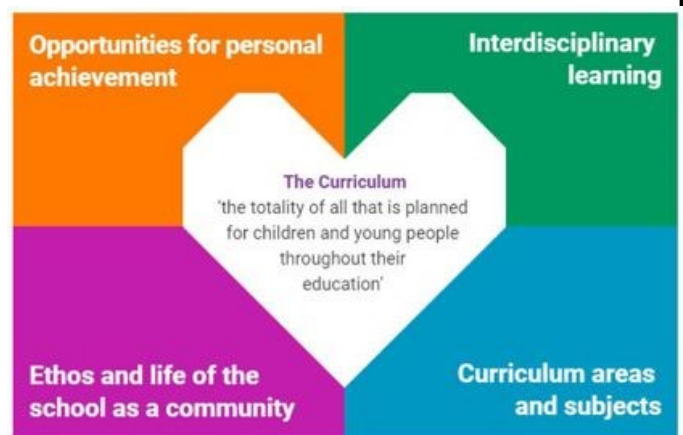 Opportunities for personal
achievement
Interdisciplinary
learning
The Curriculum
'the totality of all that is planned
for children and young people
throughout their
education'
Ethos and life of the
school as a community
Curriculum areas
and subjects